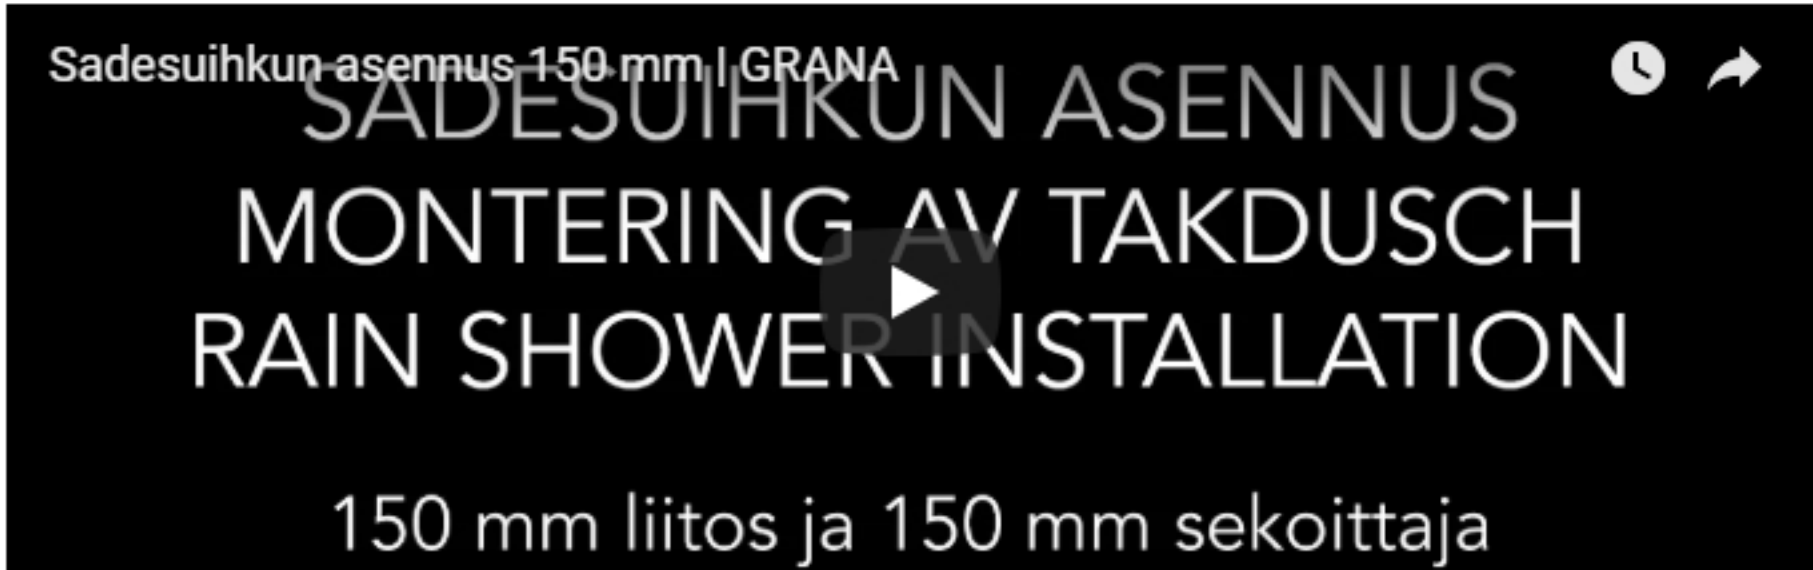 Sadesuihkun asennus 150 mm | GRANA
SADESUIHKUN ASENNUS
MONTERING AV TAKDUSCH
RAIN SHOWER INSTALLATION
150 mm liitos ja 150 mm sekoittaja